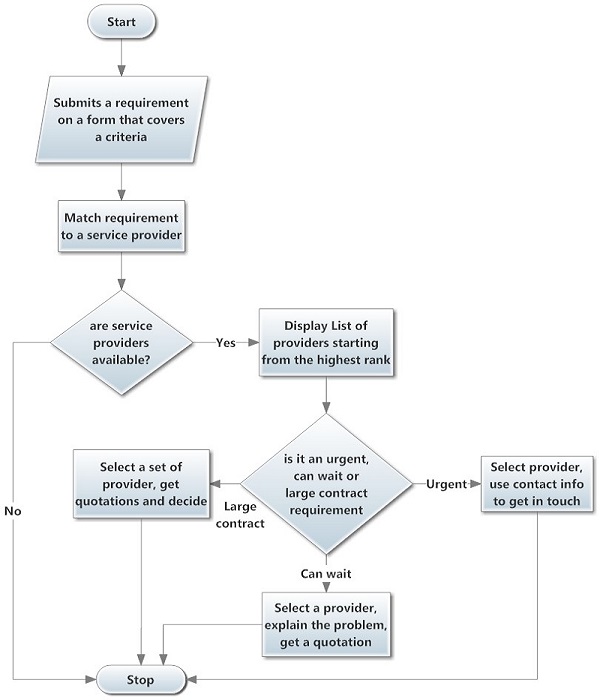 Start
Submits a requirement
on a form that covers
a criteria
Match requirement
to a service provider
are service
providers
available?
Yes
Display List of
providers starting
from the highest rank
is it an urgent,
can wait or
large contract
requirement
Select a set of
provider, get
quotations and decide
Large
contract
Urgent
Select provider,
use contact info
to get in touch
No
Can wait
Select a provider,
explain the problem,
get a quotation
Stop